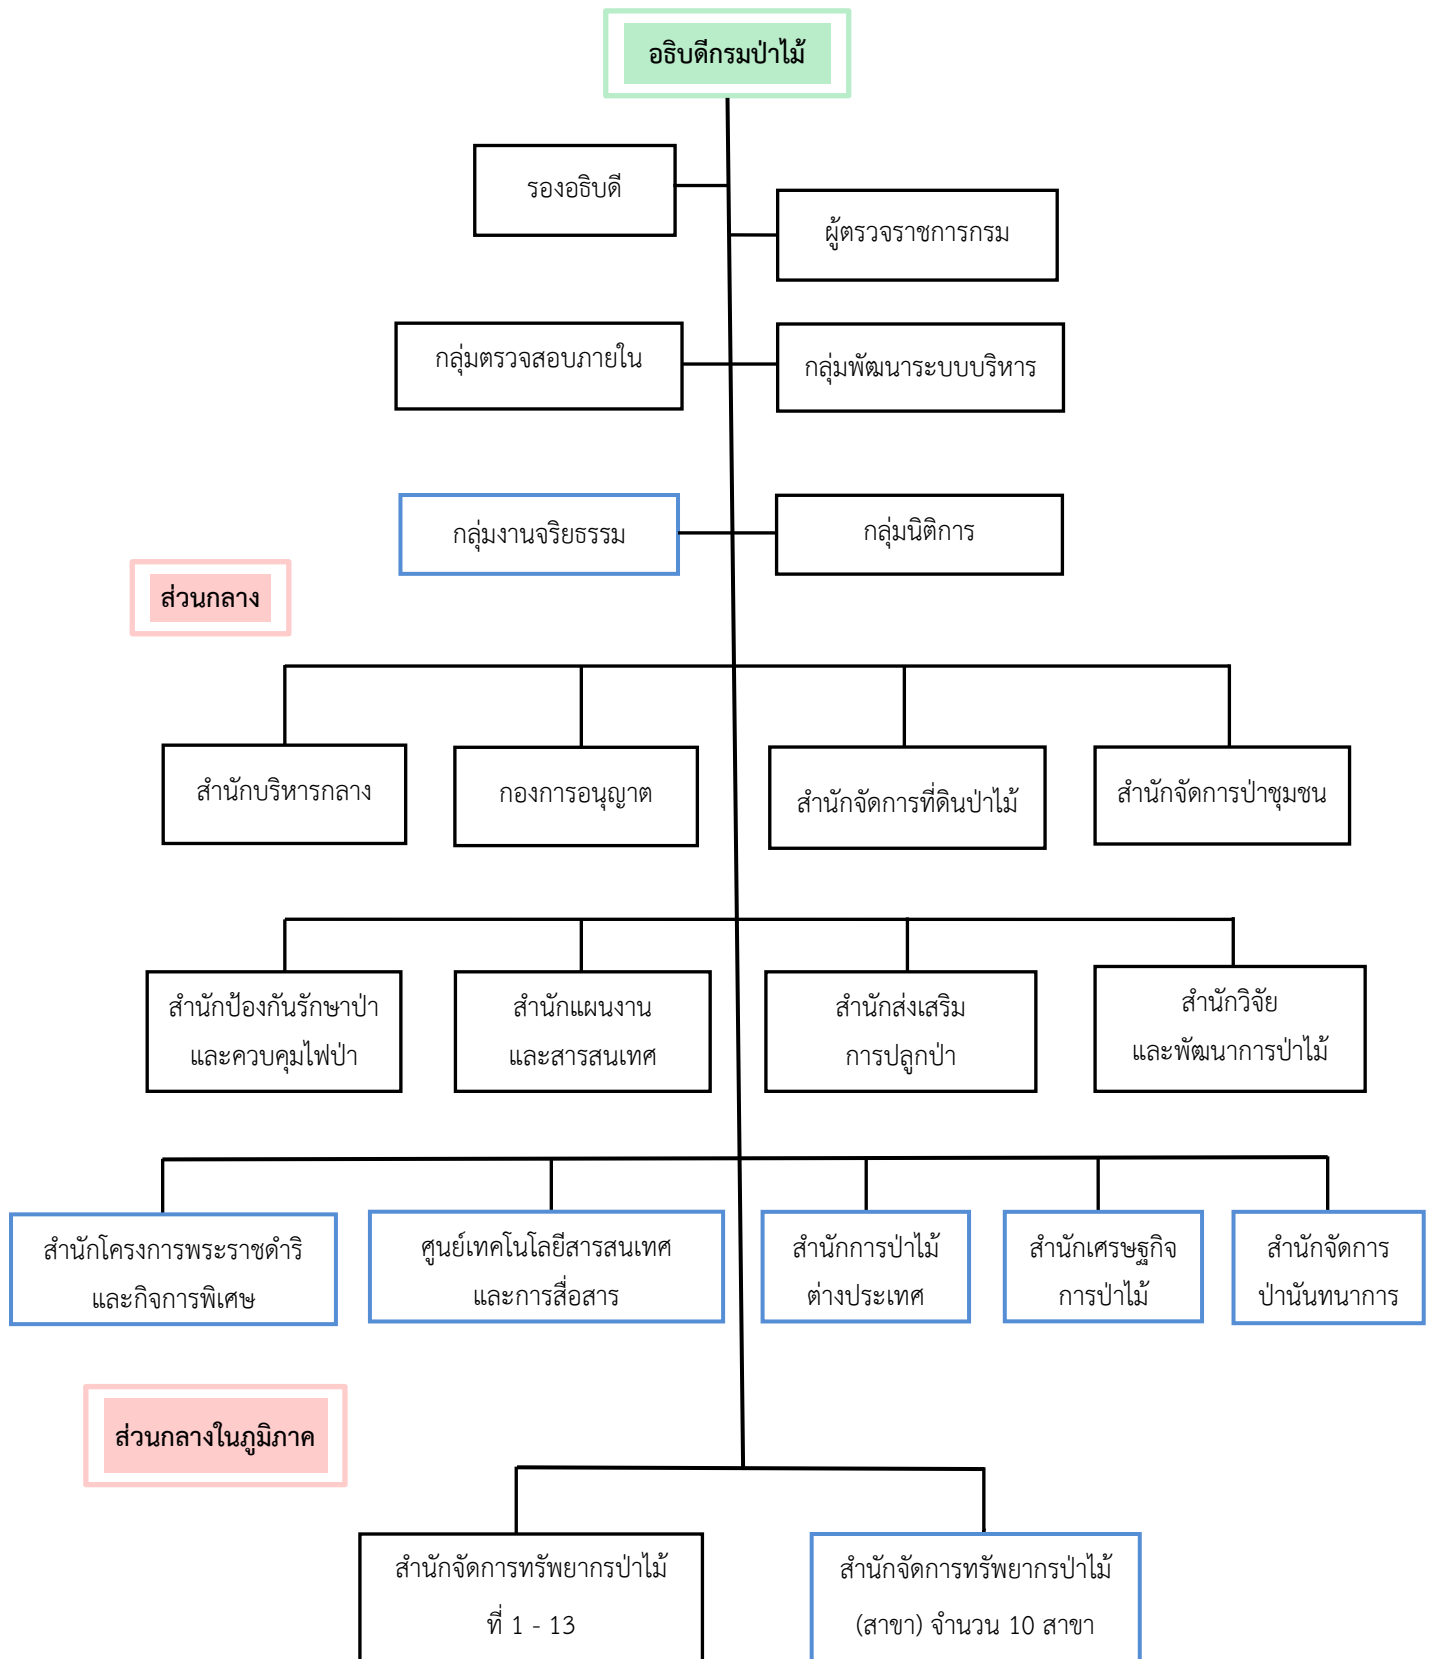 อธิบดีกรมป่าไม้
รองอธิบดี
ผู้ตรวจราชการกรม
กลุ่มตรวจสอบภายใน
กลุ่มพัฒนาระบบบริหาร
กลุ่มงานจริยธรรม
กลุ่มนิติการ
ส่วนกลาง
สำนักบริหารกลาง
กองการอนุญาต
สำนักจัดการที่ดินป่าไม้
สำนักจัดการป่าชุมชน
สำนักป้องกันรักษาป่า
และควบคุมไฟป่า
สำนักแผนงาน
และสารสนเทศ
สำนักส่งเสริม
การปลูกป่า
สำนักวิจัย
และพัฒนาการป่าไม้
สำนักโครงการพระราชดำริ
และกิจการพิเศษ
ศูนย์เทคโนโลยีสารสนเทศ
และการสื่อสาร
สำนักการป่าไม้
ต่างประเทศ
สำนักเศรษฐกิจ
การป่าไม้
สำนักจัดการ
ป่านันทนาการ
ส่วนกลางในภูมิภาค
สำนักจัดการทรัพยากรป่าไม้
ที่ 1 - 13
สำนักจัดการทรัพยากรป่าไม้
(สาขา) จำนวน 10 สาขา